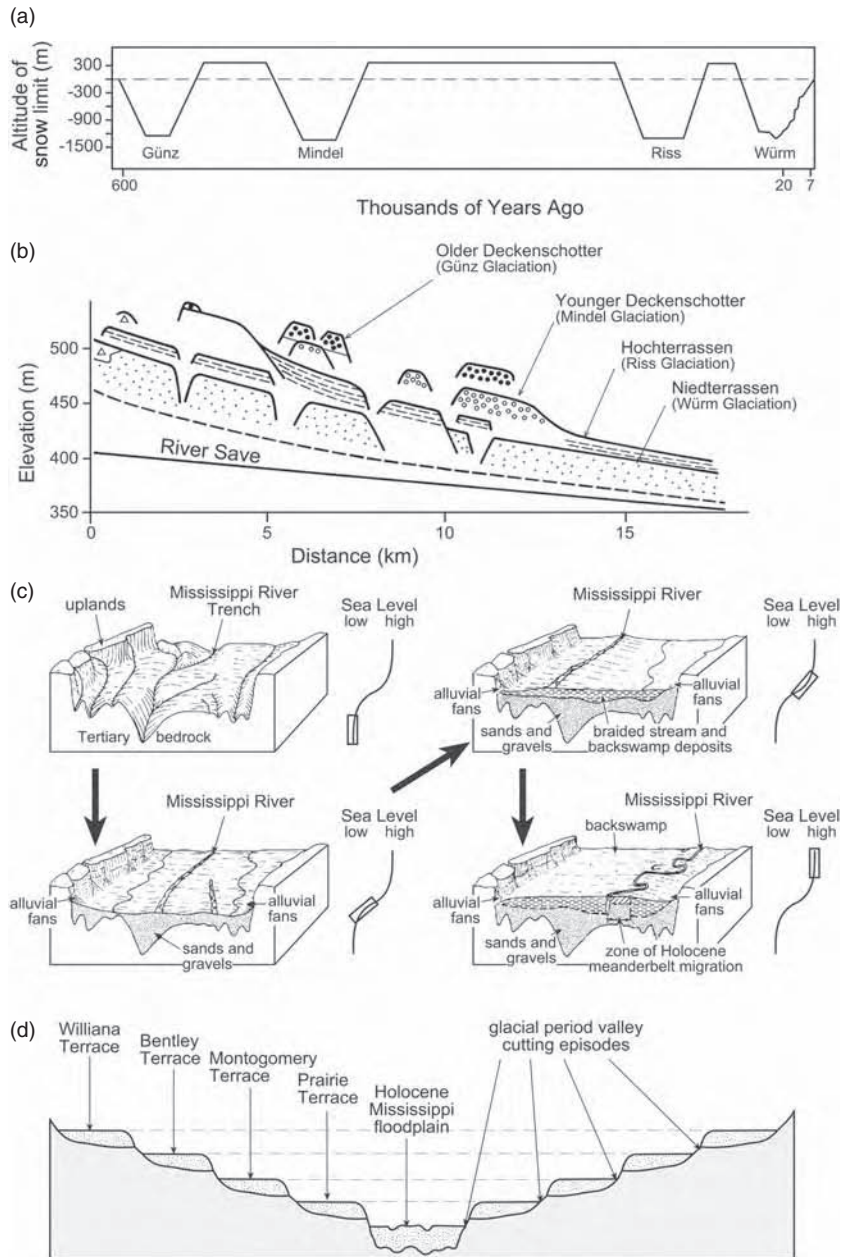 (a)
Altitude of
snow limit (m)
300
-300
-900
-1500
Günz
Mindel
Riss
Würm
600
20
7
Thousands of Years Ago
(b)
Older Deckenschotter
(Günz Glaciation)
Younger Deckenschotter
(Mindel Glaciation)
Hochterrassen
(Riss Glaciation)
Niedterrassen
(Würm Glaciation)
Elevation (m)
500
450
400
350
River Save
0
5
10
15
Distance (km)
(c)
uplands
Mississippi River
Trench
Sea Level
low high
Tertiary bedrock
Mississippi River
Sea Level
low high
alluvial
fans
alluvial
fans
sands and
gravels
braided stream and
backswamp deposits
Mississippi River
Sea Level
low high
alluvial
fans
alluvial
fans
sands and
gravels
Mississippi River
backswamp
Sea Level
low high
alluvial
fans
alluvial
fans
sands and
gravels
zone of Holocene
meanderbelt migration
(d)
Williana
Terrace
Bentley
Terrace
Montogomery
Terrace
Prairie
Terrace
Holocene
Mississippi
floodplain
glacial period valley
cutting episodes